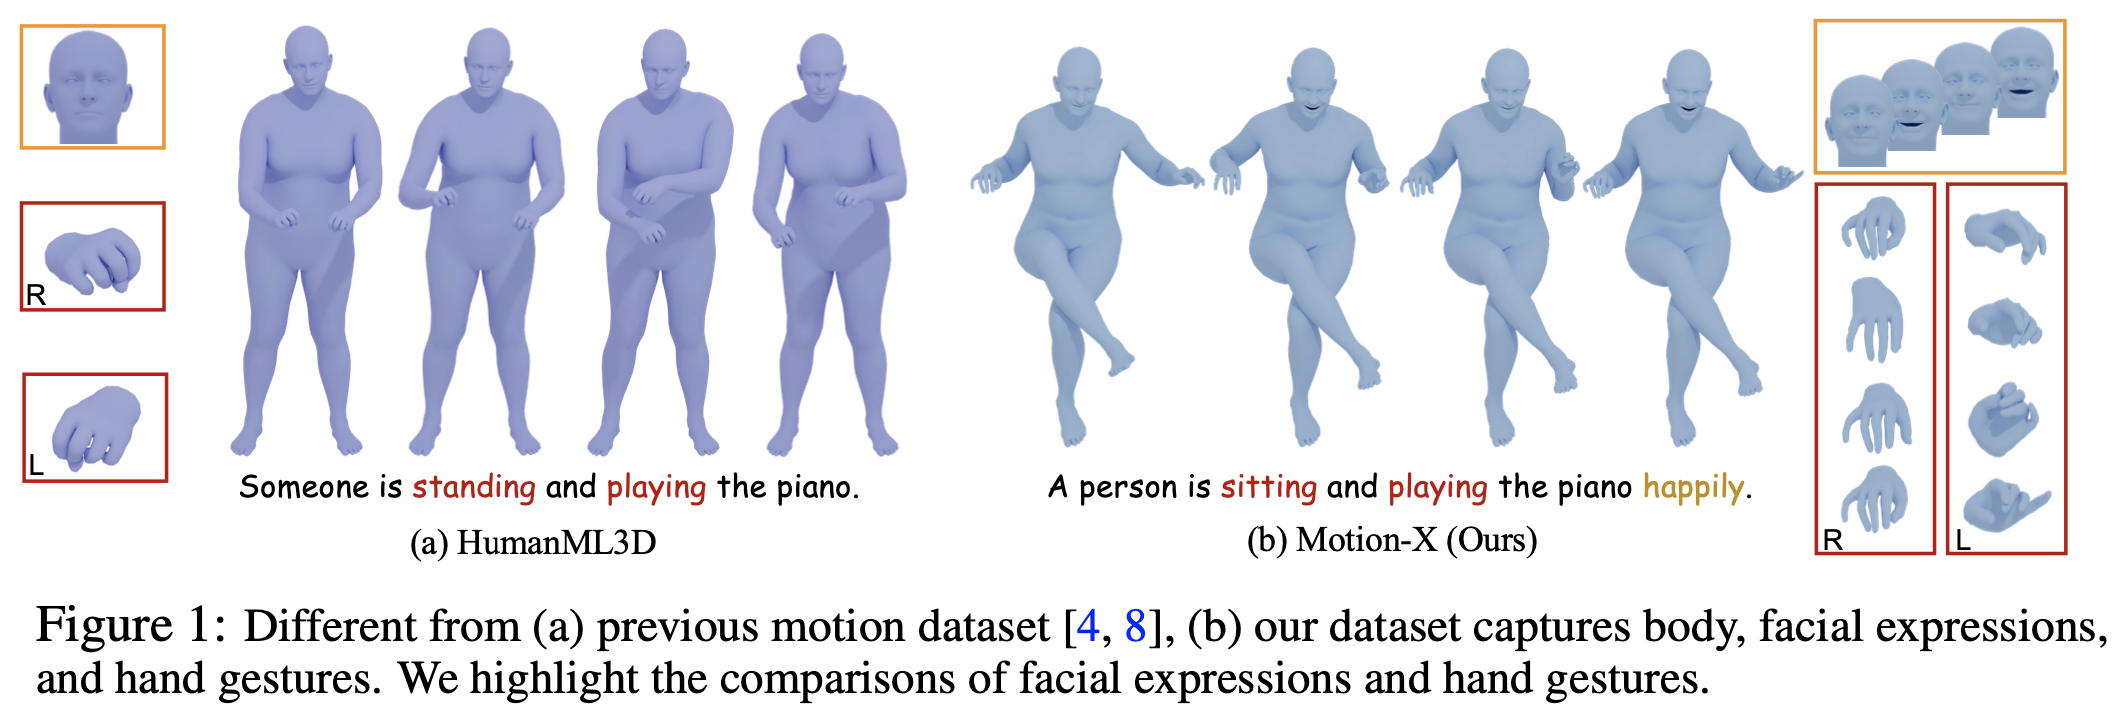 R
L
Someone is standing and playing the piano.
(a) HumanML3D
A person is sitting and playing the piano happily.
(b) Motion-X (Ours)
R
L
Figure 1: Different from (a) previous motion dataset [4, 8], (b) our dataset captures body, facial expressions,
and hand gestures. We highlight the comparisons of facial expressions and hand gestures.